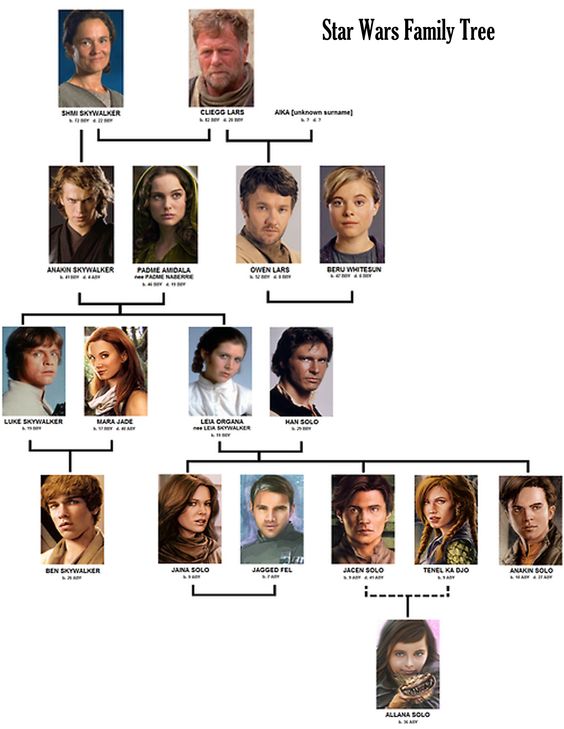 Star Wars Family Tree
SHMI SKYWALKER
b. 72 BBY d. 22 BBY
CLIEGG LARS
b. 82 BBY d. 20 BBY
AIKA [unknown surname]
b. ? d. ?
ANAKIN SKYWALKER
b. 41 BBY d. 4 ABY
PADMÉ AMIDALA
nee PADMÉ NABERRIE
b. 46 BBY d. 19 BBY
OWEN LARS
b. 52 BBY d. 0 BBY
BERU WHITESUN
b. 47 BBY d. 0 BBY
LUKE SKYWALKER
b. 19 BBY
MARA JADE
b. 17 BBY d. 40 ABY
LEIA ORGANA
nee LEIA SKYWALKER
b. 19 BBY
HAN SOLO
b. 29 BBY
BEN SKYWALKER
b. 26 ABY
JAINA SOLO
b. 9 ABY
JAGGED FEL
b. 7 ABY
JACEN SOLO
b. 9 ABY d. 41 ABY
TENEL KA DJO
b. 9 ABY
ANAKIN SOLO
b. 10 ABY d. 27 ABY
ALLANA SOLO
b. 36 ABY